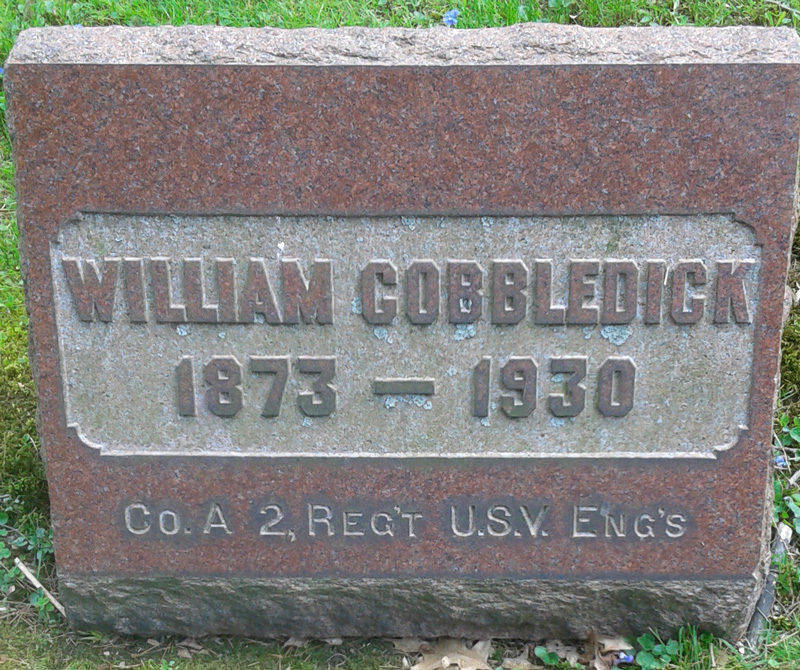 WILLIAM COBBLEDICK
1873 — 1930
CO. A 2, REG'T U.S.V. ENG'S